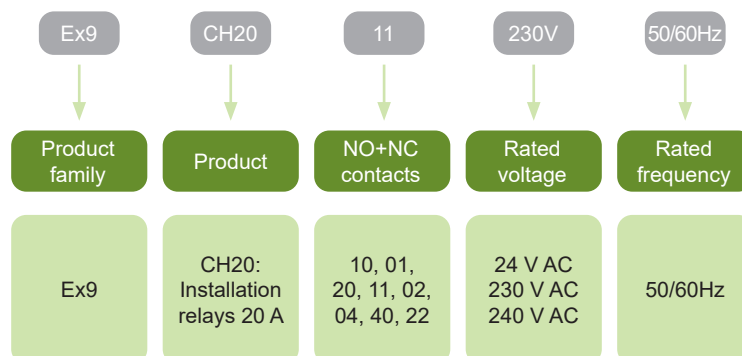 Ex9
CH20
11
230V
50/60Hz
Product
family
Product
NO+NC
contacts
Rated
voltage
Rated
frequency
Ex9
CH20:
Installation
relays 20 A
10, 01,
20, 11, 02,
04, 40, 22
24 V AC
230 V AC
240 V AC
50/60Hz